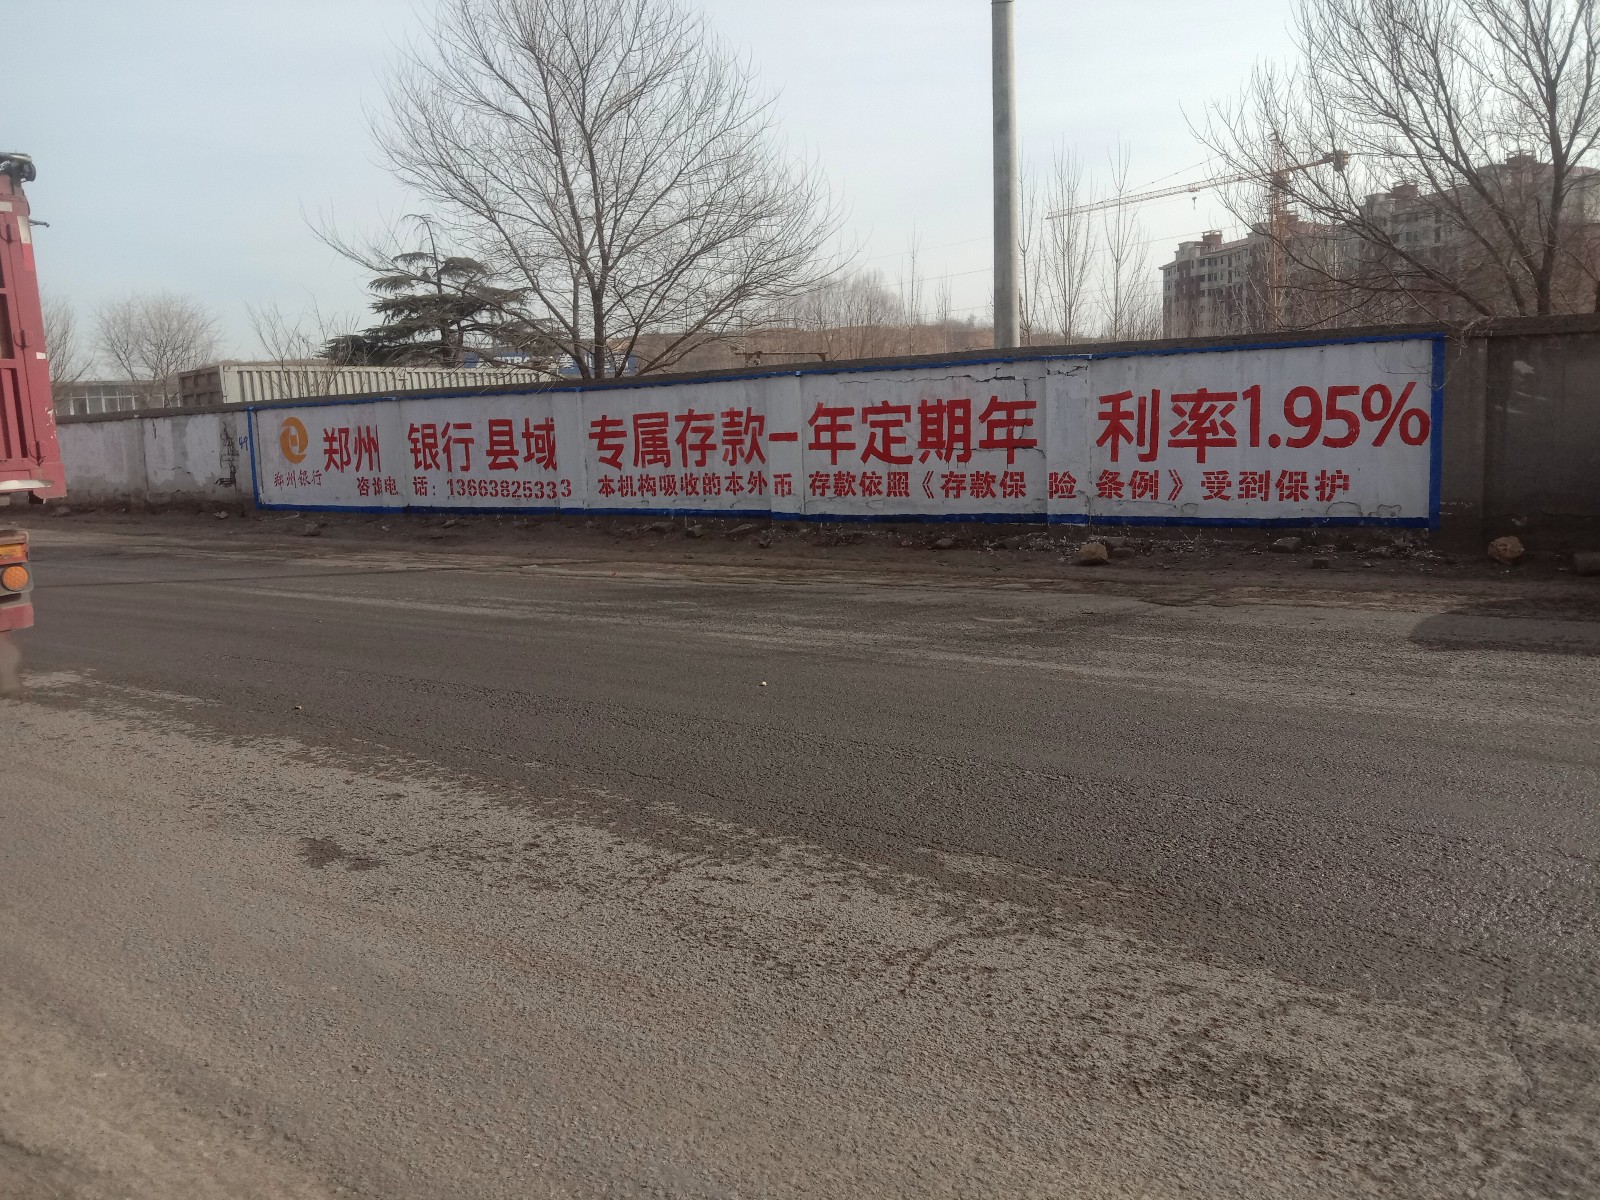 郑州银行县域专属存款一年定期年利率1.95%
郑州银行
咨询电话：13663825333 本机构吸收的本外币存款依照《存款保险条例》受到保护